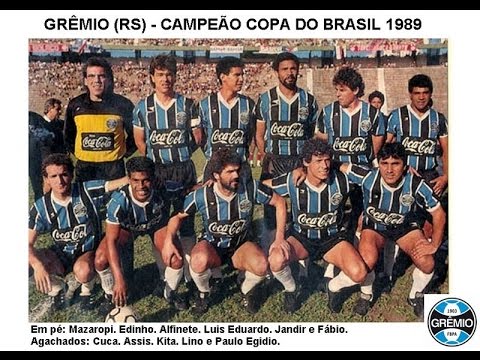 GRÊMIO (RS) - CAMPEÃO COPA DO BRASIL 1989
Coca-Cola
Coca-Cola
Coca-Cola
Coca-Cola
Coca-Cola
Coca-Cola
Coca-Cola
Coca-Cola
Coca-Cola
Coca-Cola
Coca-Cola
1903
GRÊMIO
FBPA
Em pé: Mazaropi. Edinho. Alfinete. Luis Eduardo. Jandir e Fábio.
Agachados: Cuca. Assis. Kita. Lino e Paulo Egidio.